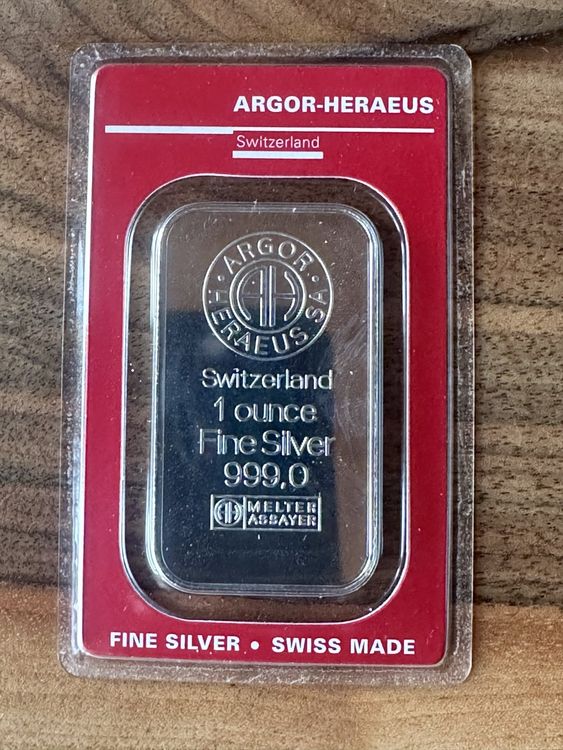 ARGOR-HERAEUS
Switzerland
· ARGOR ·
AH
HERAEUS SA
Switzerland
1 ounce
Fine Silver
999,0
AH MELTER
ASSAYER
FINE SILVER • SWISS MADE